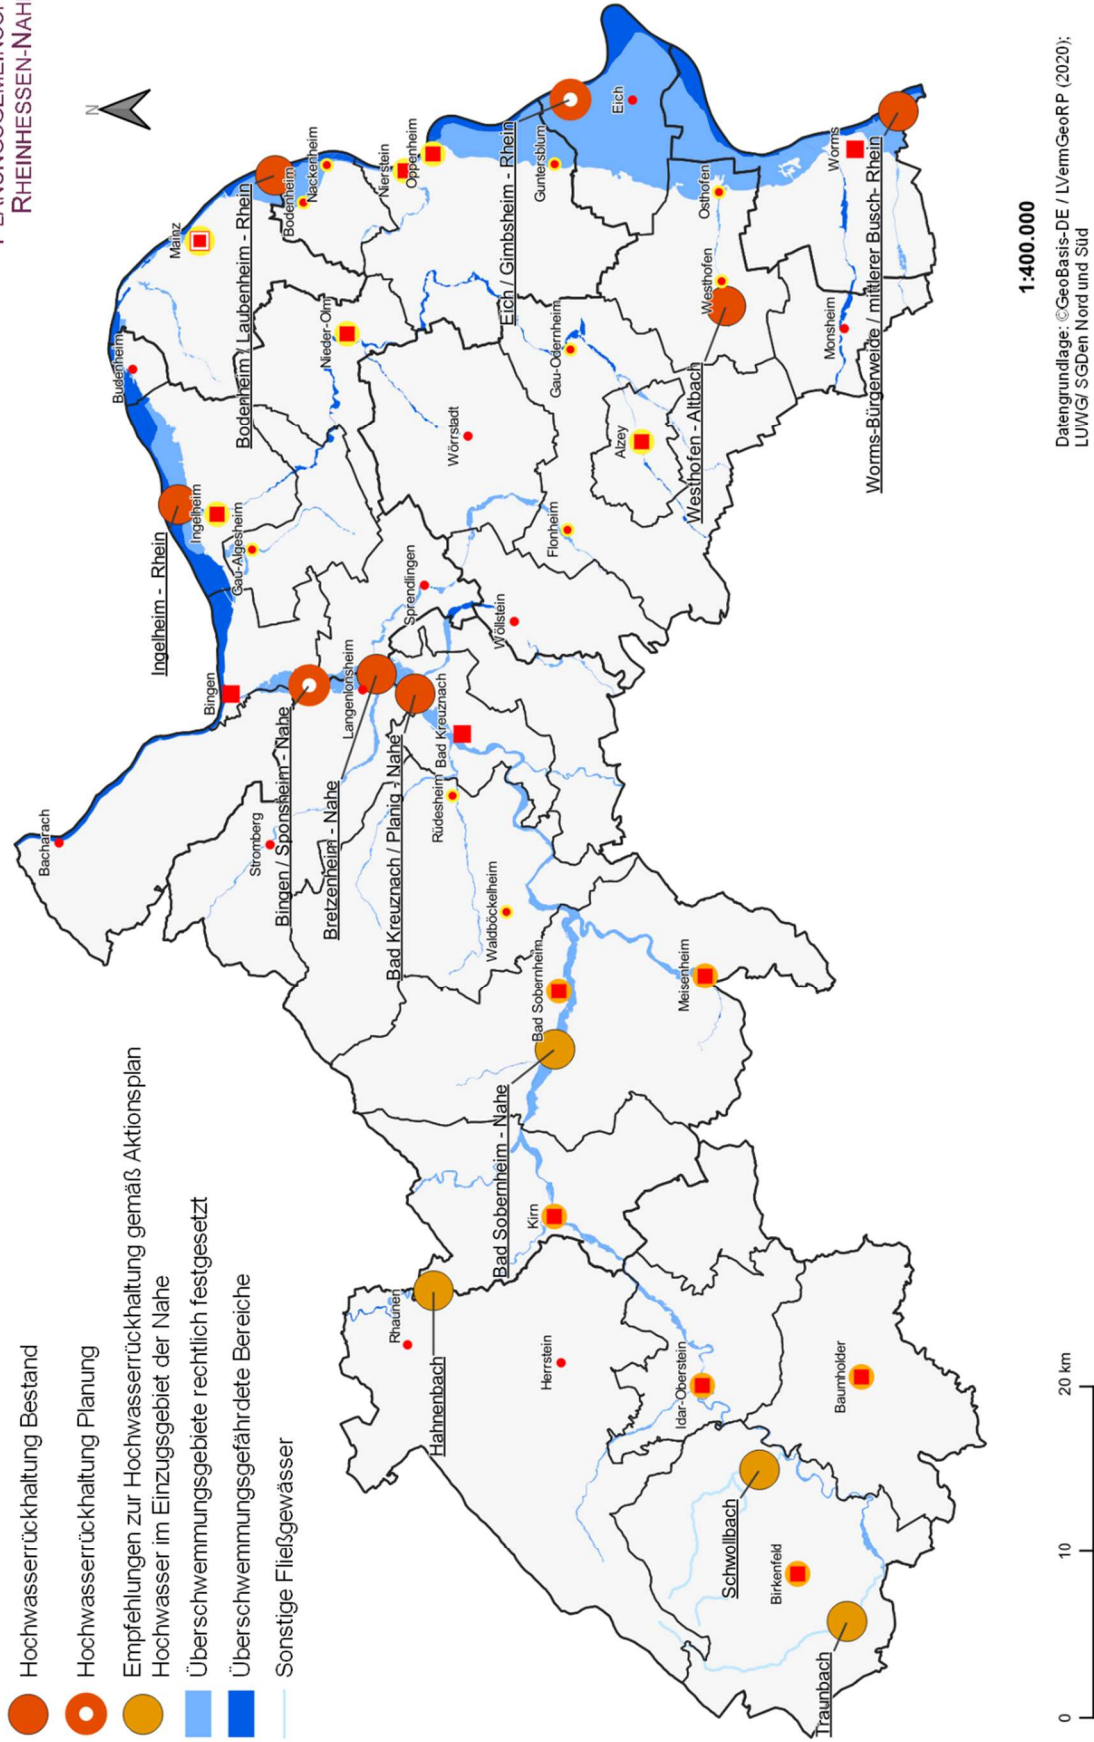 RHEINHESSEN-NAHE
Hochwasserrückhaltung Bestand
Hochwasserrückhaltung Planung
Empfehlungen zur Hochwasserrückhaltung gemäß Aktionsplan
Hochwasser im Einzugsgebiet der Nahe
Überschwemmungsgebiete rechtlich festgesetzt
Überschwemmungsgefährdete Bereiche
Sonstige Fließgewässer
N
Bacharach
Stromberg
Bingen
Ingelheim - Rhein
Ingelheim
Gau-Algesheim
Budenheim
Mainz
Bodenheim / Laubenheim - Rhein
Bodenheim
Nackenheim
Nierstein
Oppenheim
Nieder-Olm
Bingen / Sponsheim - Nahe
Langenlonsheim
Bretzenheim - Nahe
Bad Kreuznach / Planig - Nahe
Bad Kreuznach
Rüdesheim
Sprendlingen
Wörrstadt
Wöllstein
Waldböckelheim
Eich / Gimbsheim - Rhein
Guntersblum
Eich
Gau-Odernheim
Flonheim
Alzey
Westhofen - Altbach
Westhofen
Osthofen
Monsheim
Worms
Worms-Bürgerweide / mittlerer Busch- Rhein
Rhaunen
Hahnenbach
Herrstein
Kirn
Bad Sobernheim - Nahe
Bad Sobernheim
Meisenheim
Idar-Oberstein
Baumholder
Schwollbach
Birkenfeld
Traunbach
0
10
20 km
1:400.000
Datengrundlage: ©GeoBasis-DE / LVermGeoRP (2020);
LUWG/ SGDen Nord und Süd